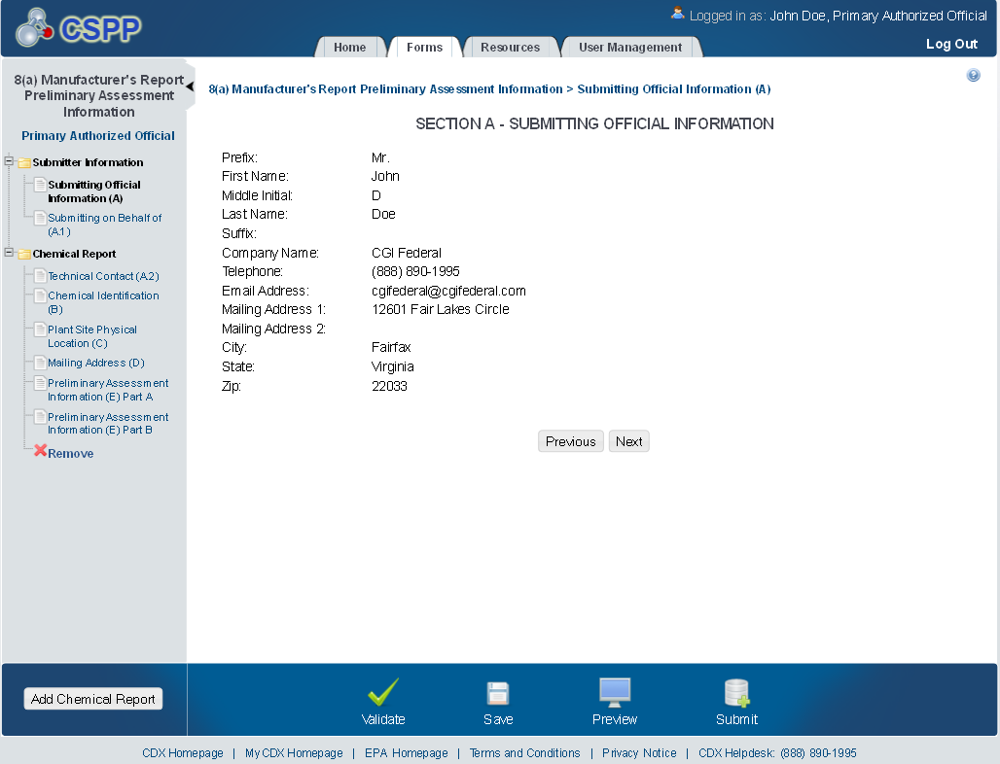 CSPP
Logged in as: John Doe, Primary Authorized Official
Home
Forms
Resources
User Management
Log Out
8(a) Manufacturer's Report
Preliminary Assessment
Information
Primary Authorized Official
Submitter Information
Submitting Official
Information (A)
Submitting on Behalf of
(A.1)
Chemical Report
Technical Contact (A.2)
Chemical Identification
(B)
Plant Site Physical
Location (C)
Mailing Address (D)
Preliminary Assessment
Information (E) Part A
Preliminary Assessment
Information (E) Part B
Remove
8(a) Manufacturer's Report Preliminary Assessment Information > Submitting Official Information (A)
SECTION A - SUBMITTING OFFICIAL INFORMATION
Prefix: Mr.
First Name: John
Middle Initial: D
Last Name: Doe
Suffix:
Company Name: CGI Federal
Telephone: (888) 890-1995
Email Address: cgifederal@cgifederal.com
Mailing Address 1: 12601 Fair Lakes Circle
Mailing Address 2:
City: Fairfax
State: Virginia
Zip: 22033
Previous Next
Add Chemical Report
Validate
Save
Preview
Submit
CDX Homepage | MyCDX Homepage | EPA Homepage | Terms and Conditions | Privacy Notice | CDX Helpdesk: (888) 890-1995